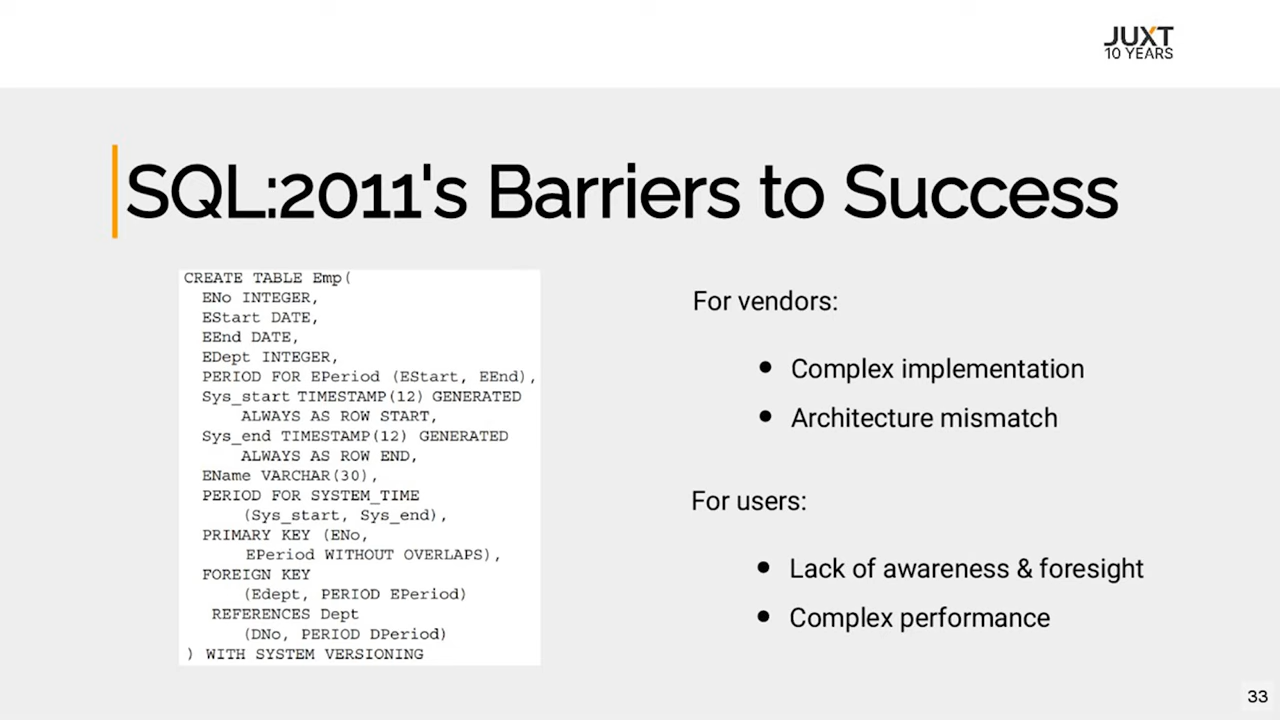 JUXT
10 YEARS
SQL:2011's Barriers to Success
CREATE TABLE Emp(
ENo INTEGER,
EStart DATE,
EEnd DATE,
EDept INTEGER,
PERIOD FOR EPeriod (EStart, EEnd),
Sys_start TIMESTAMP(12) GENERATED
ALWAYS AS ROW START,
Sys_end TIMESTAMP(12) GENERATED
ALWAYS AS ROW END,
EName VARCHAR(30),
PERIOD FOR SYSTEM_TIME
(Sys_start, Sys_end),
PRIMARY KEY (ENo,
EPeriod WITHOUT OVERLAPS),
FOREIGN KEY
(Edept, PERIOD EPeriod)
REFERENCES Dept
(DNo, PERIOD DPeriod)
) WITH SYSTEM VERSIONING
For vendors:
● Complex implementation
● Architecture mismatch
For users:
● Lack of awareness & foresight
● Complex performance
33